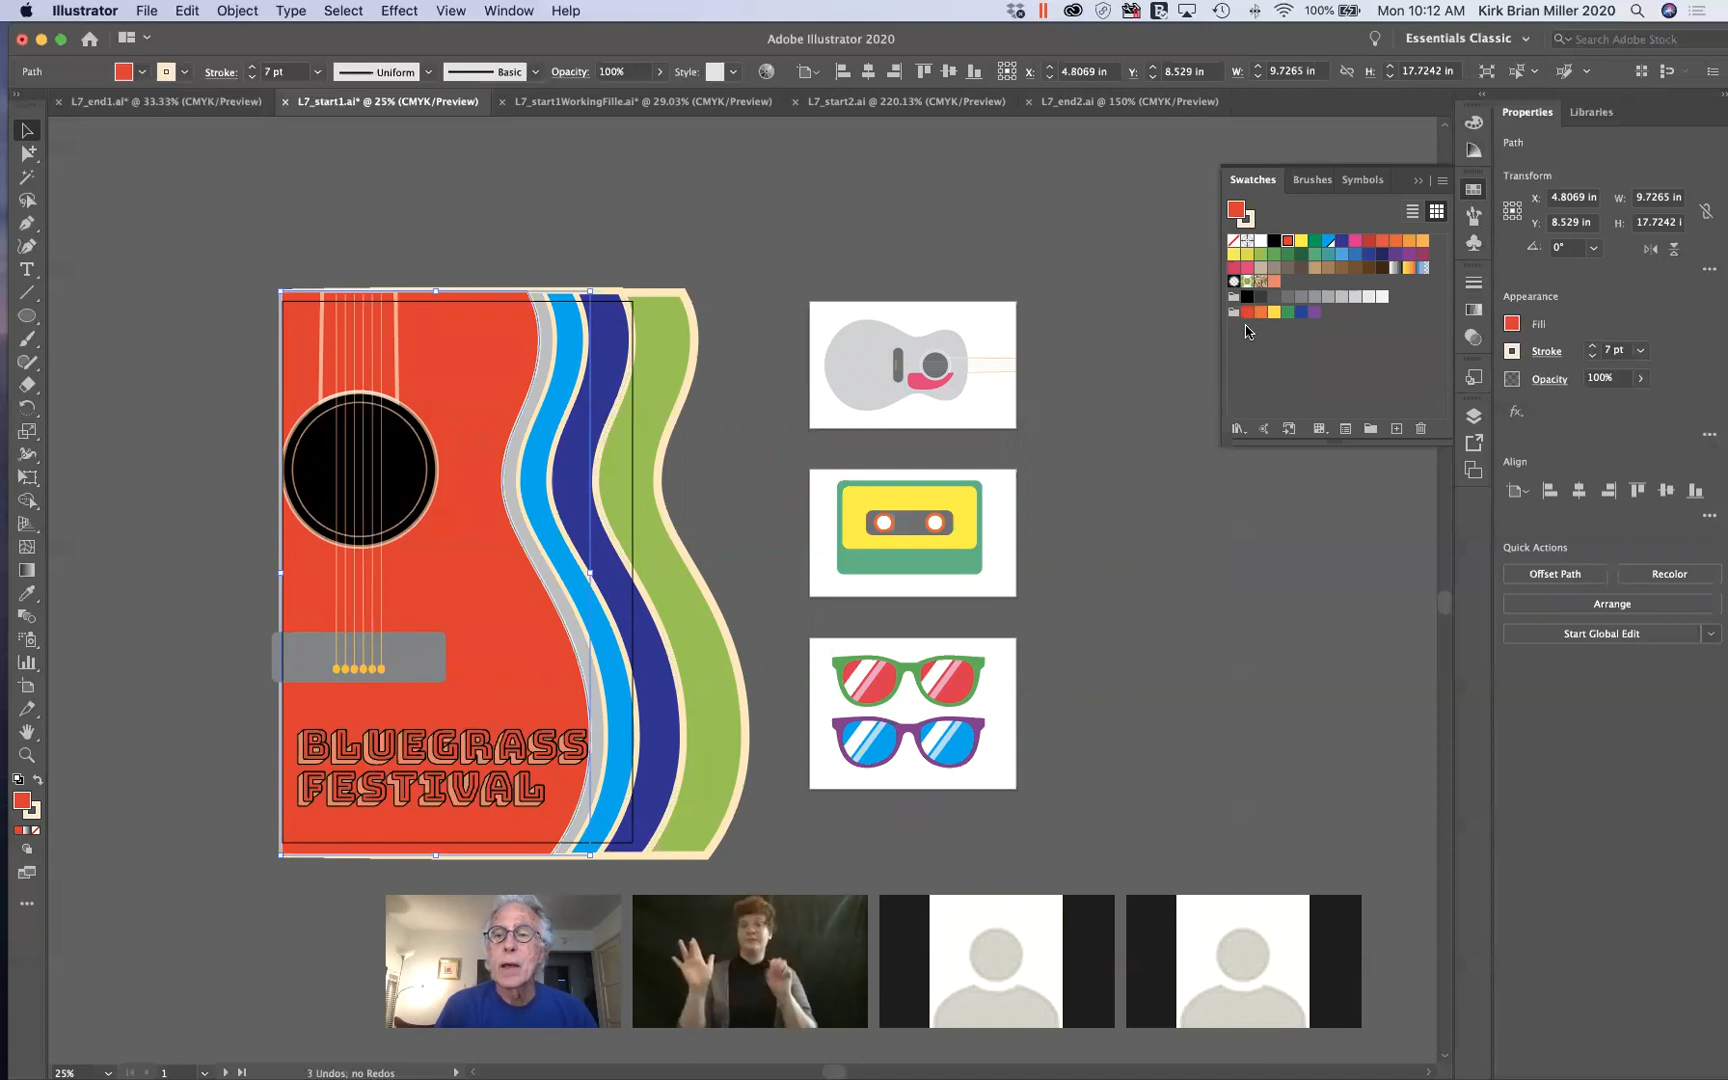 Illustrator File Edit Object Type Select Effect View Window Help
100% Mon 10:12 AM Kirk Brian Miller 2020
Adobe Illustrator 2020
Essentials Classic
Search Adobe Stock
Path Stroke: 7 pt Uniform Basic Opacity: 100% Style: X: 4.8069 in Y: 8.529 in W: 9.7265 in H: 17.7242 in
L7_end1.aI* @ 33.33% (CMYK/Preview)
L7_start1.ai* @ 25% (CMYK/Preview)
L7_start1WorkingFille.ai* @ 29.03% (CMYK/Preview)
L7_start2.ai @ 220.13% (CMYK/Preview)
L7_end2.ai @ 150% (CMYK/Preview)
Properties Libraries
Path
Transform
X: 4.8069 in W: 9.7265 in
Y: 8.529 in H: 17.7242 i
0°
Swatches Brushes Symbols
Appearance
Fill
Stroke 7 pt
Opacity 100%
fx.
Align
Quick Actions
Offset Path Recolor
Arrange
Start Global Edit
BLUEGRASS
FESTIVAL
25% 1 3 Undos; no Redos